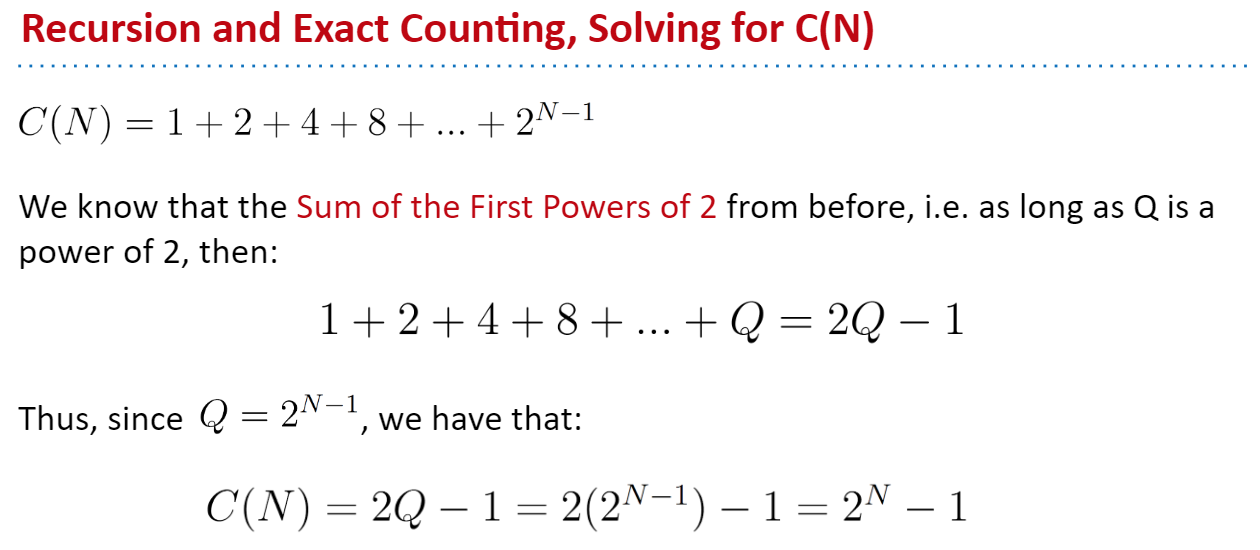 Recursion and Exact Counting, Solving for C(N)
C(N) = 1 + 2 + 4 + 8 + ... + 2^{N−1}
We know that the Sum of the First Powers of 2 from before, i.e. as long as Q is a
power of 2, then:
1 + 2 + 4 + 8 + ... + Q = 2Q − 1
Thus, since Q = 2^{N−1}, we have that:
C(N) = 2Q − 1 = 2(2^{N−1}) − 1 = 2^N − 1